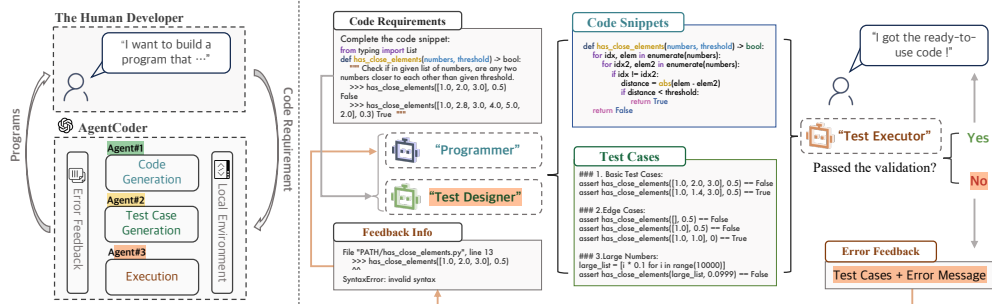 The Human Developer
"I want to build a
program that ···"
Programs
Code Requirement
AgentCoder
Agent#1
Code
Generation
Agent#2
Test Case
Generation
Agent#3
Execution
Error Feedback
Local Environment
Code Requirements
Complete the code snippet:
from typing import List
def has_close_elements(numbers, threshold) -> bool:
""" Check if in given list of numbers, are any two
numbers closer to each other than given threshold.
>>> has_close_elements([1.0, 2.0, 3.0], 0.5)
False
>>> has_close_elements([1.0, 2.8, 3.0, 4.0, 5.0,
2.0], 0.3) True """
"Programmer"
"Test Designer"
Feedback Info
File "PATH/has_close_elements.py", line 13
>>> has_close_elements([1.0, 2.0, 3.0], 0.5)
^^
SyntaxError: invalid syntax
Code Snippets
def has_close_elements(numbers, threshold) -> bool:
for idx, elem in enumerate(numbers):
for idx2, elem2 in enumerate(numbers):
if idx != idx2:
distance = abs(elem - elem2)
if distance < threshold:
return True
return False
Test Cases
### 1. Basic Test Cases:
assert has_close_elements([1.0, 2.0, 3.0], 0.5) == False
assert has_close_elements([1.0, 1.4, 3.0], 0.5) == True
### 2.Edge Cases:
assert has_close_elements([], 0.5) == False
assert has_close_elements([1.0], 0.5) == False
assert has_close_elements([1.0, 1.0], 0) == True
### 3.Large Numbers:
large_list = [i * 0.1 for i in range(10000)]
assert has_close_elements(large_list, 0.0999) == False
"I got the ready-to-
use code !"
"Test Executor"
Passed the validation?
Yes
No
Error Feedback
Test Cases + Error Message